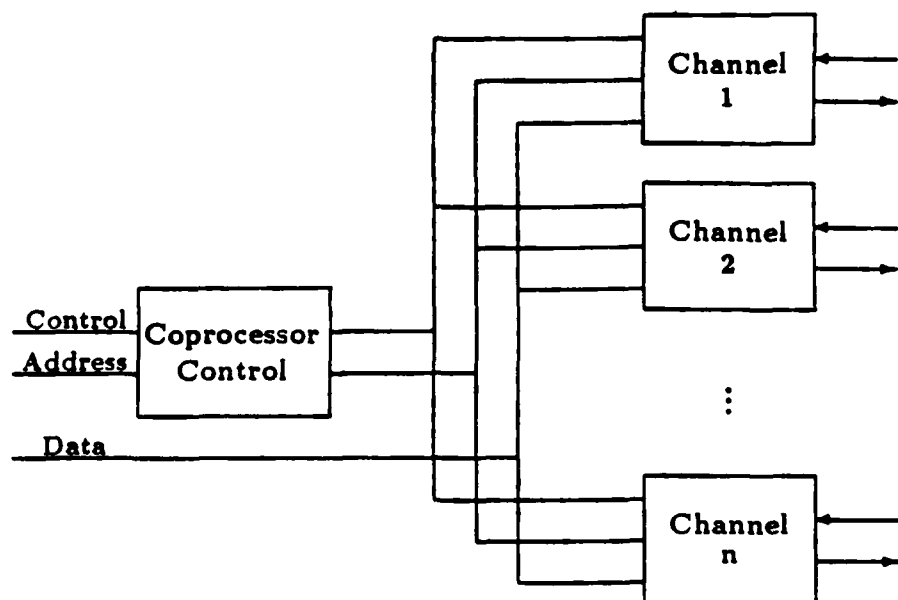 Channel
1
Channel
2
Control
Address
Coprocessor
Control
Data
Channel
n